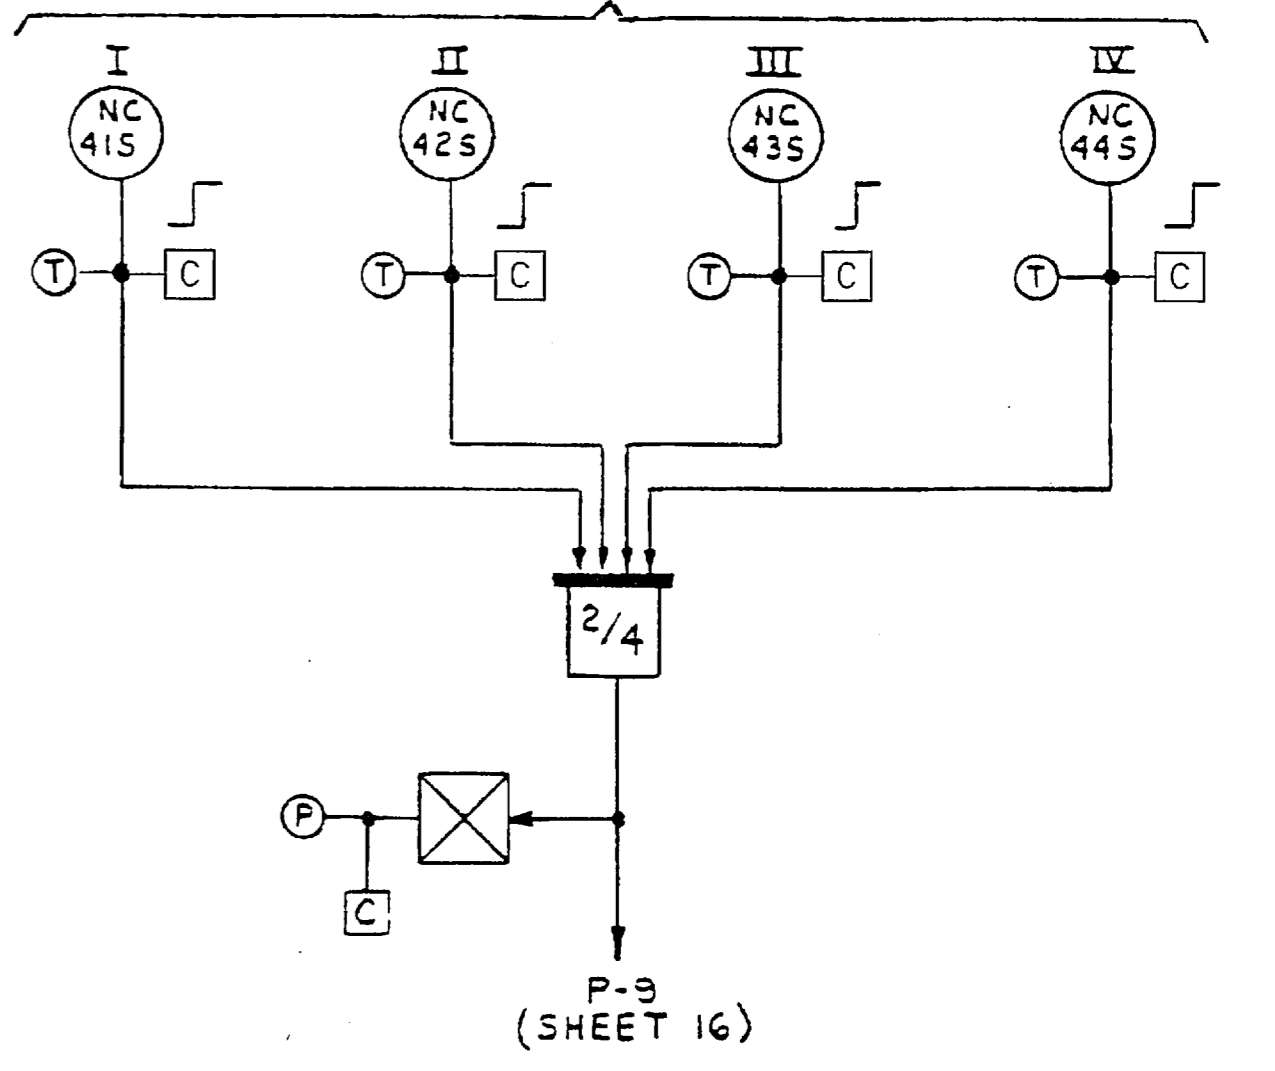 I II III IV
NC NC NC NC
41S 42S 43S 44S
T C T C T C T C
2/4
P
C
P-9
(SHEET 16)